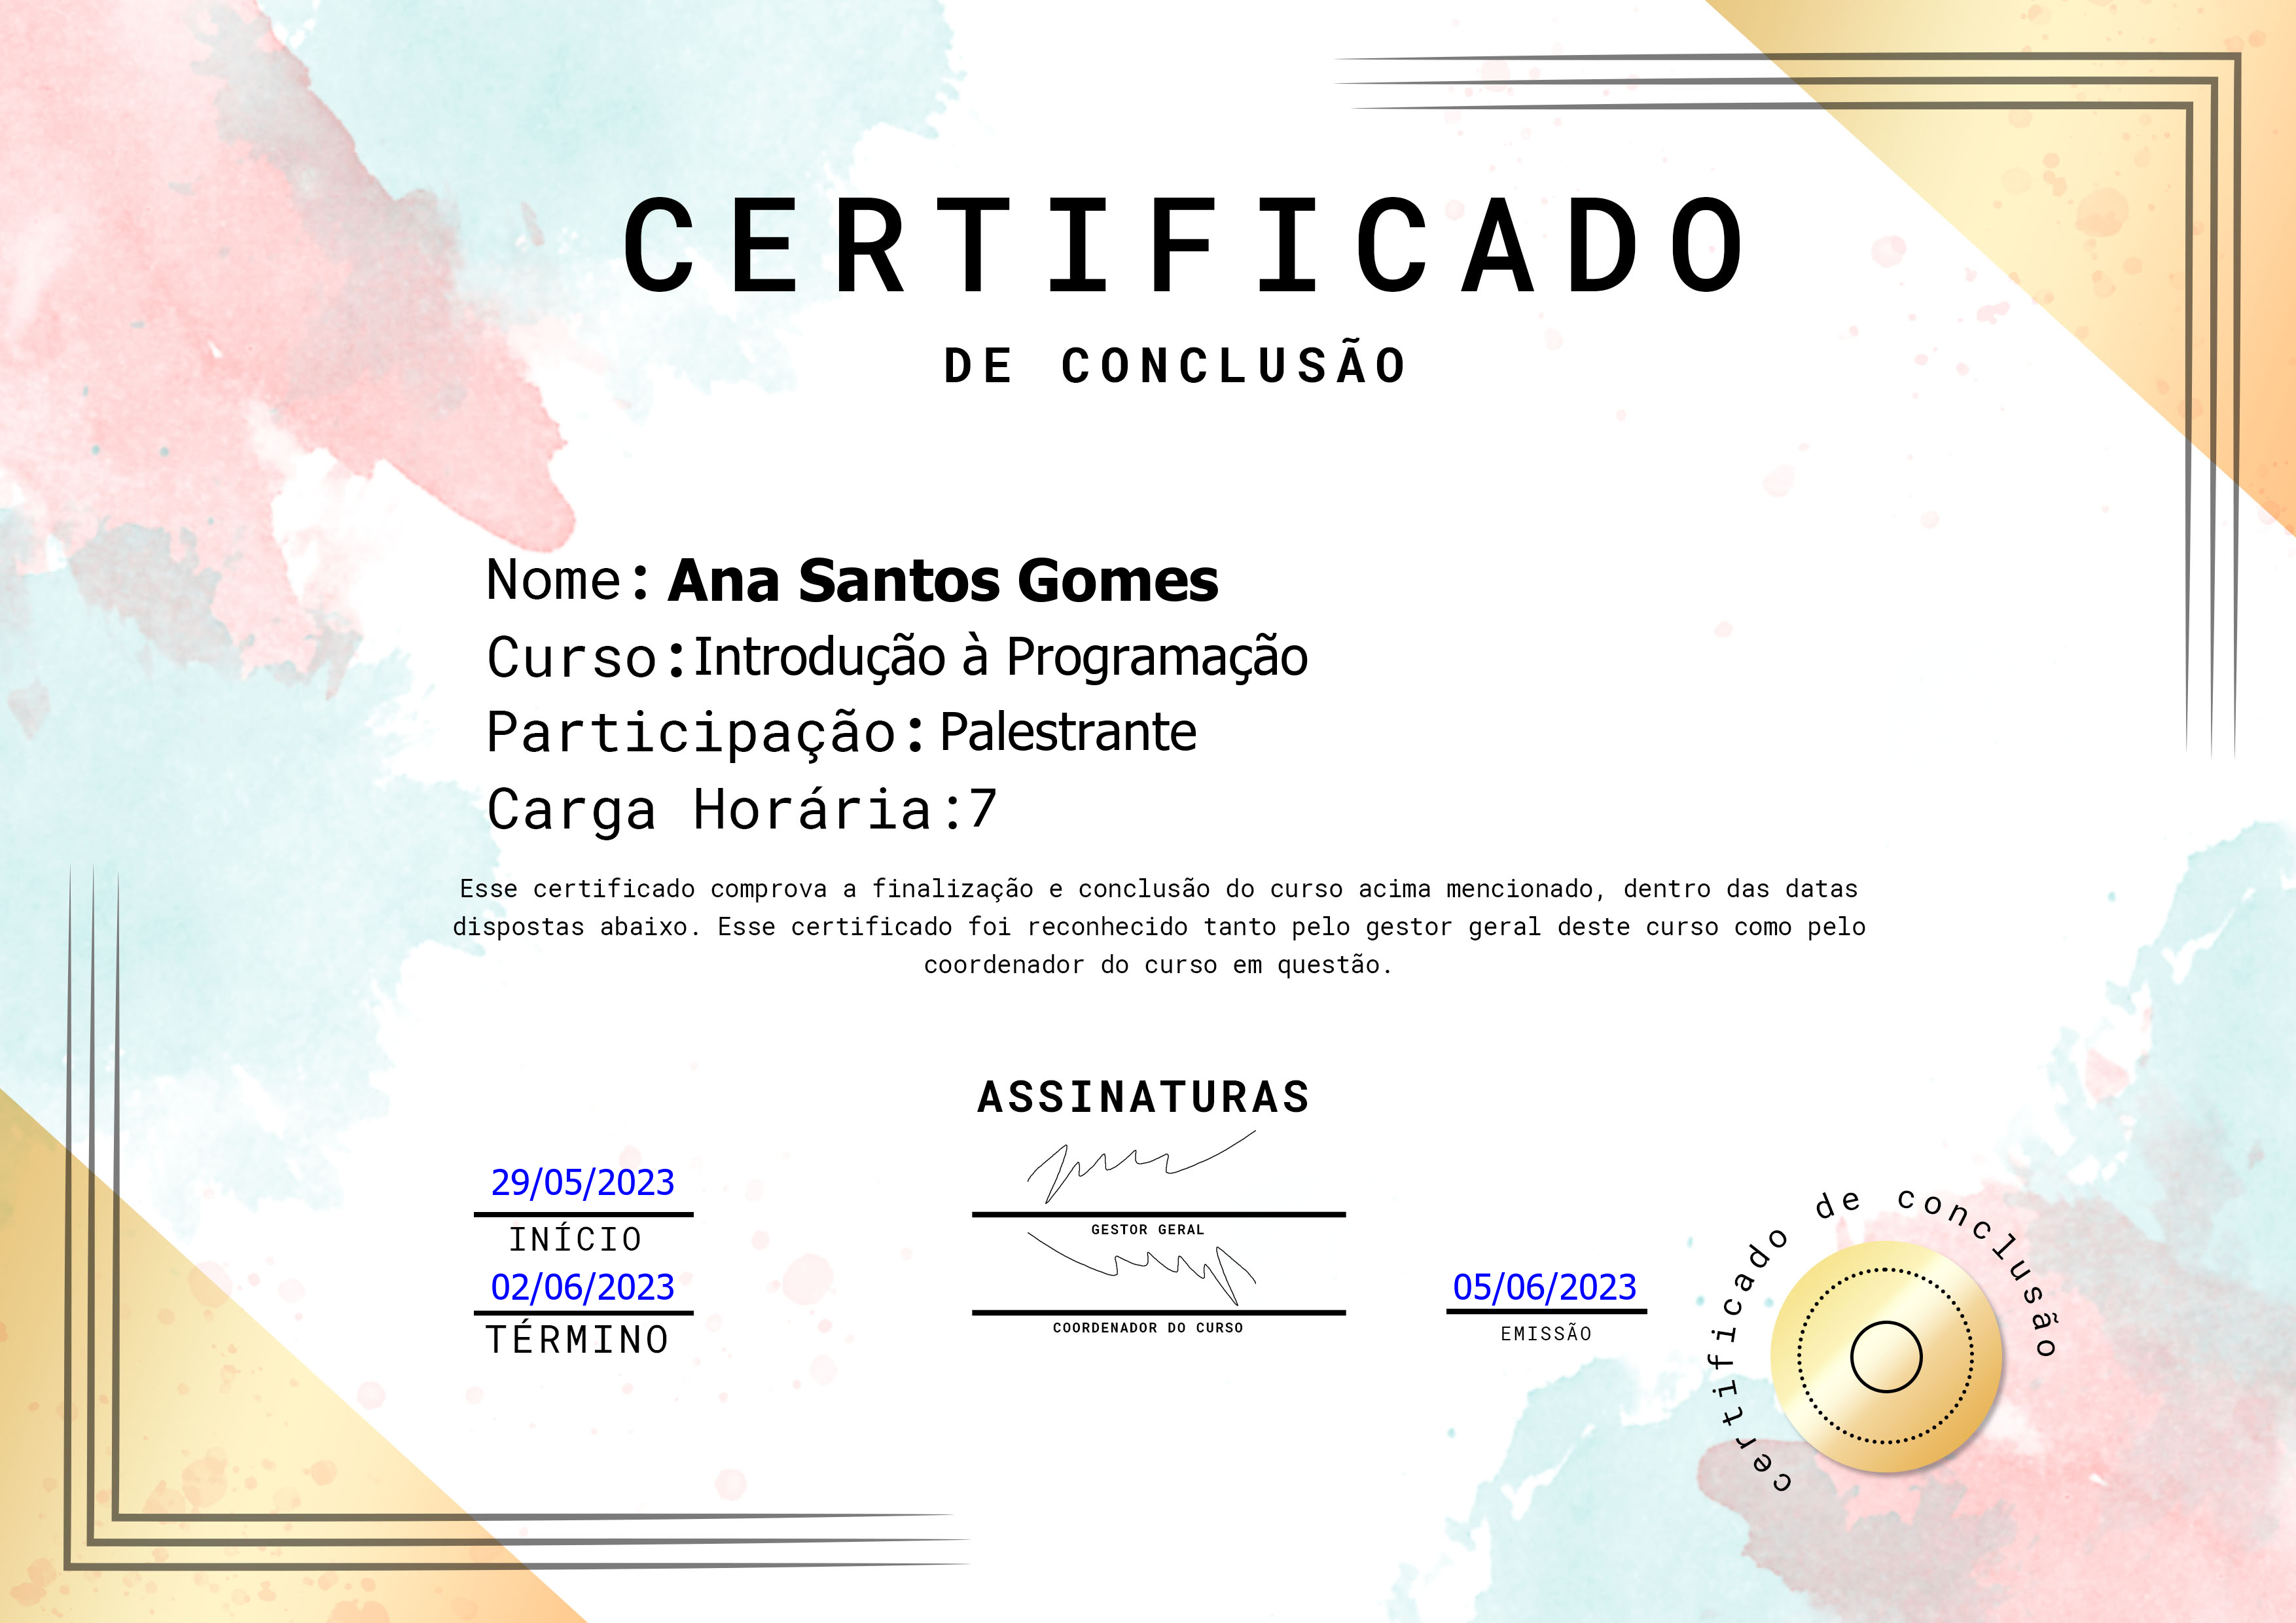 CERTIFICADO
DE CONCLUSÃO
Nome: Ana Santos Gomes
Curso:Introdução à Programação
Participação: Palestrante
Carga Horária:7
Esse certificado comprova a finalização e conclusão do curso acima mencionado, dentro das datas
dispostas abaixo. Esse certificado foi reconhecido tanto pelo gestor geral deste curso como pelo
coordenador do curso em questão.
ASSINATURAS
29/05/2023
INÍCIO
GESTOR GERAL
02/06/2023
TÉRMINO
COORDENADOR DO CURSO
05/06/2023
EMISSÃO
certificado de conclusão